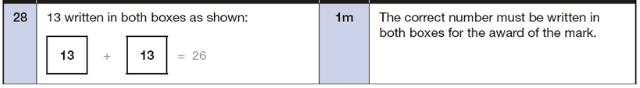 28 13 written in both boxes as shown: 1m The correct number must be written in
both boxes for the award of the mark.
13 + 13 = 26